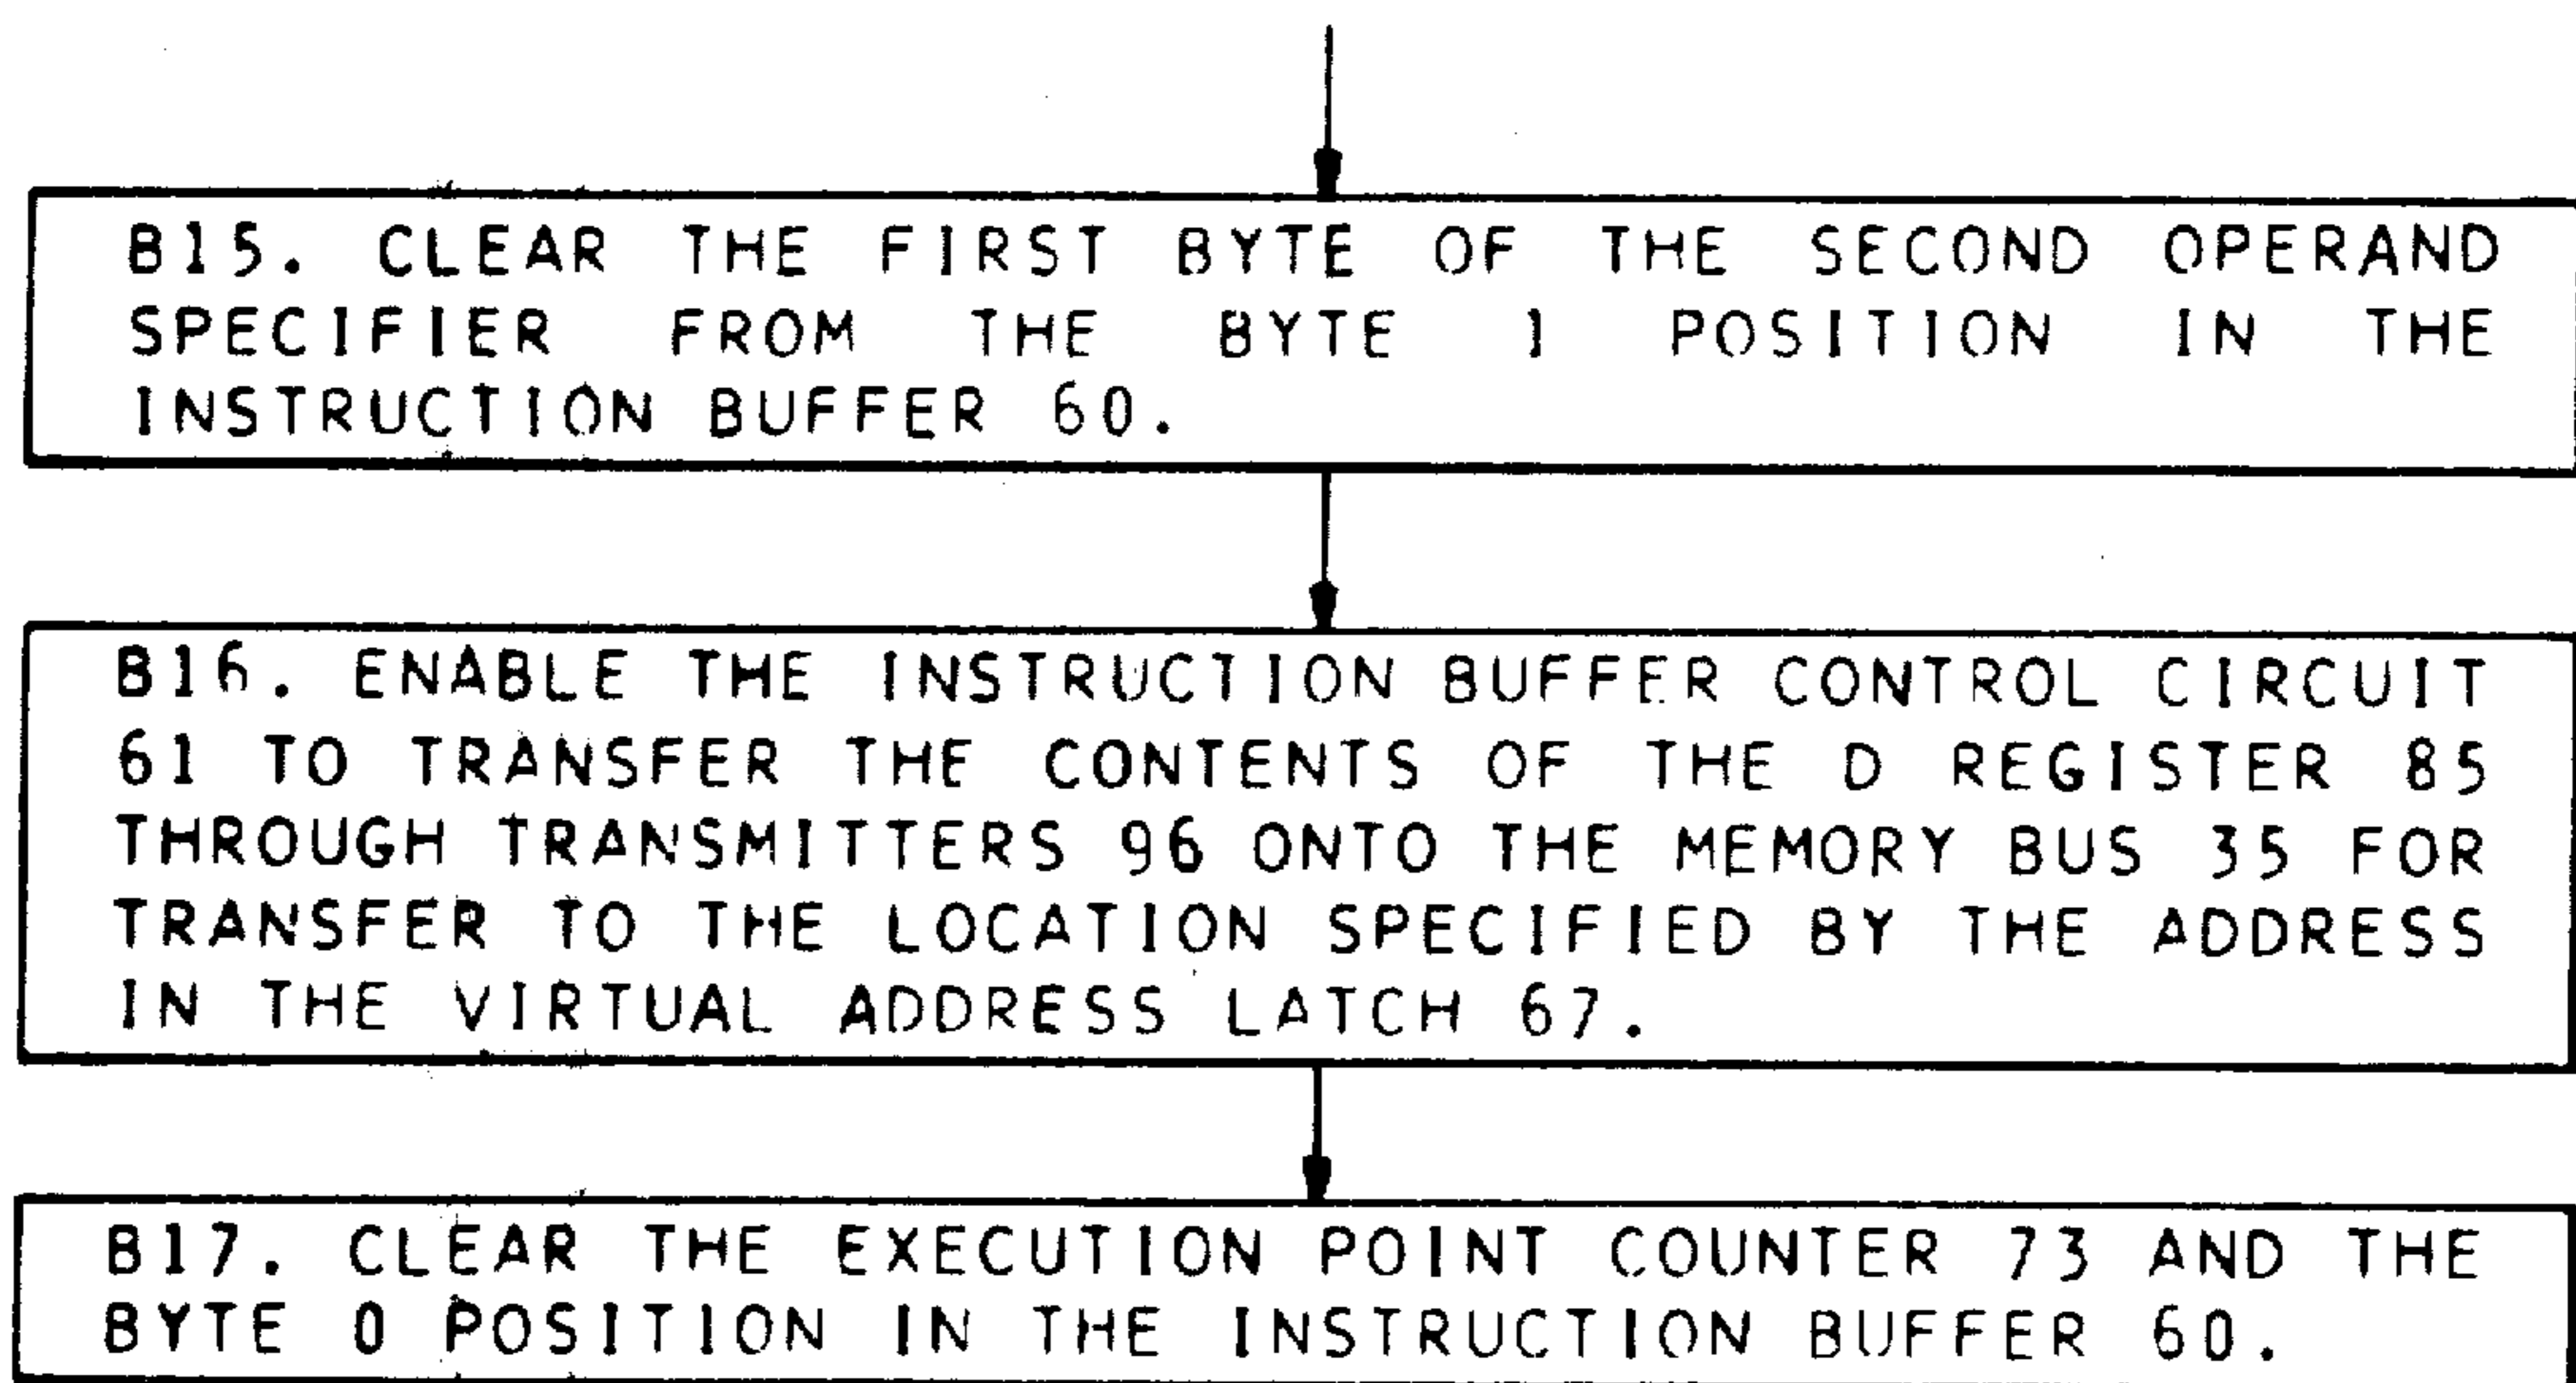 B15. CLEAR THE FIRST BYTE OF THE SECOND OPERAND
SPECIFIER FROM THE BYTE 1 POSITION IN THE
INSTRUCTION BUFFER 60.
B16. ENABLE THE INSTRUCTION BUFFER CONTROL CIRCUIT
61 TO TRANSFER THE CONTENTS OF THE D REGISTER 85
THROUGH TRANSMITTERS 96 ONTO THE MEMORY BUS 35 FOR
TRANSFER TO THE LOCATION SPECIFIED BY THE ADDRESS
IN THE VIRTUAL ADDRESS LATCH 67.
B17. CLEAR THE EXECUTION POINT COUNTER 73 AND THE
BYTE 0 POSITION IN THE INSTRUCTION BUFFER 60.